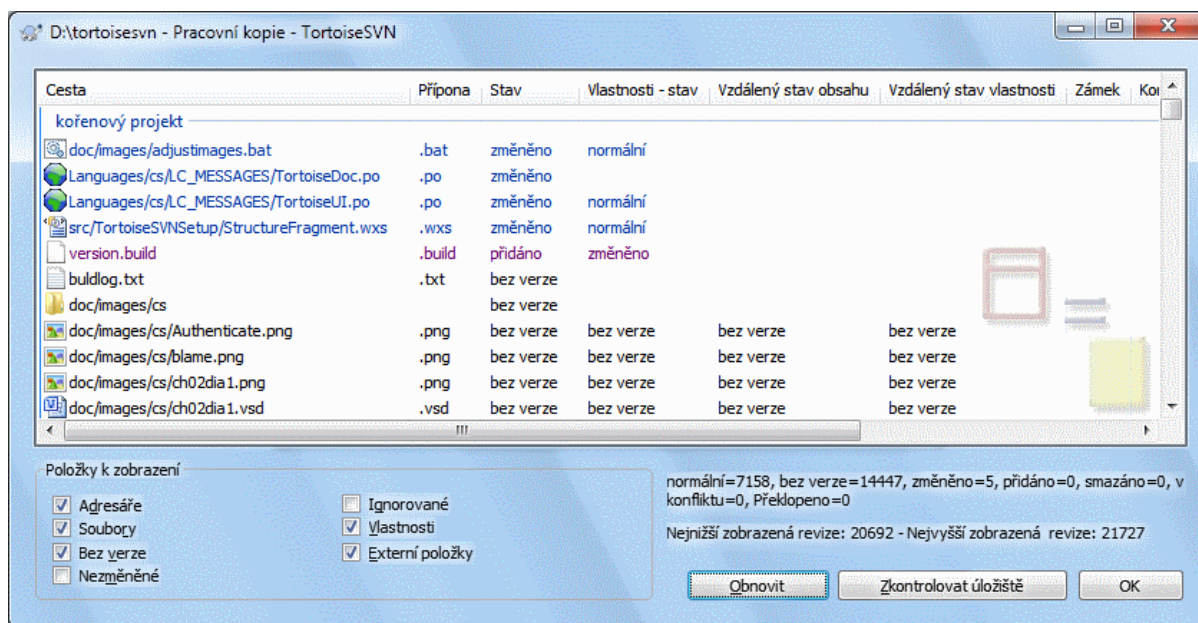 D:\tortoisesvn - Pracovní kopie - TortoiseSVN
Cesta Přípona Stav Vlastnosti - stav Vzdálený stav obsahu Vzdálený stav vlastnosti Zámek
kořenový projekt
doc/images/adjustimages.bat .bat změněno normální
Languages/cs/LC_MESSAGES/TortoiseDoc.po .po změněno
Languages/cs/LC_MESSAGES/TortoiseUI.po .po změněno normální
src/TortoiseSVNSetup/StructureFragment.wxs .wxs změněno normální
version.build .build přidáno změněno
buldlog.txt .txt bez verze
doc/images/cs bez verze
doc/images/cs/Authenticate.png .png bez verze bez verze bez verze bez verze
doc/images/cs/blame.png .png bez verze bez verze bez verze bez verze
doc/images/cs/ch02dia1.png .png bez verze bez verze bez verze bez verze
doc/images/cs/ch02dia1.vsd .vsd bez verze bez verze bez verze bez verze
Položky k zobrazení
Adresáře
Soubory
Bez verze
Nezměněné
Ignorované
Vlastnosti
Externí položky
normální=7158, bez verze=14447, změněno=5, přidáno=0, smazáno=0, v
konfliktu=0, Překlopeno=0
Nejnižší zobrazená revize: 20692 - Nejvyšší zobrazená revize: 21727
Obnovit Zkontrolovat úložiště OK